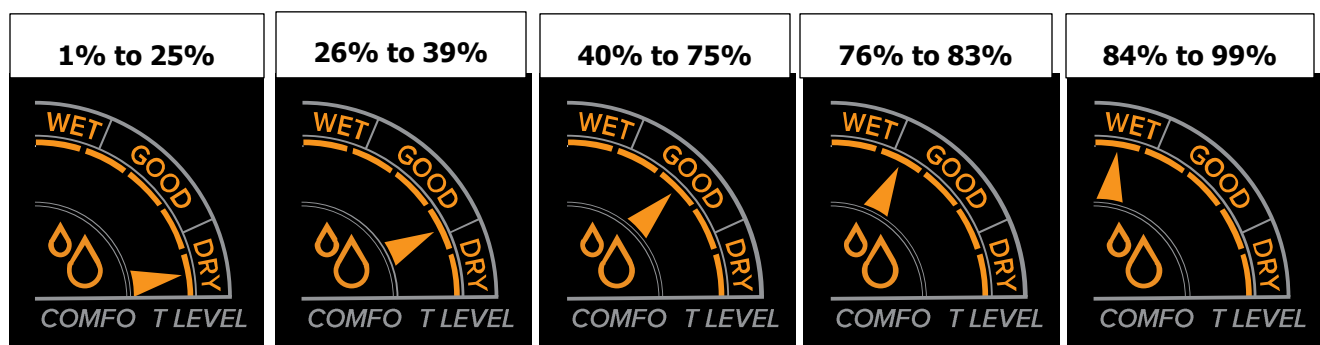 1% to 25%
26% to 39%
40% to 75%
76% to 83%
84% to 99%
WET
GOOD
DRY
COMFO T LEVEL
WET
GOOD
DRY
COMFO T LEVEL
WET
GOOD
DRY
COMFO T LEVEL
WET
GOOD
DRY
COMFO T LEVEL
WET
GOOD
DRY
COMFO T LEVEL